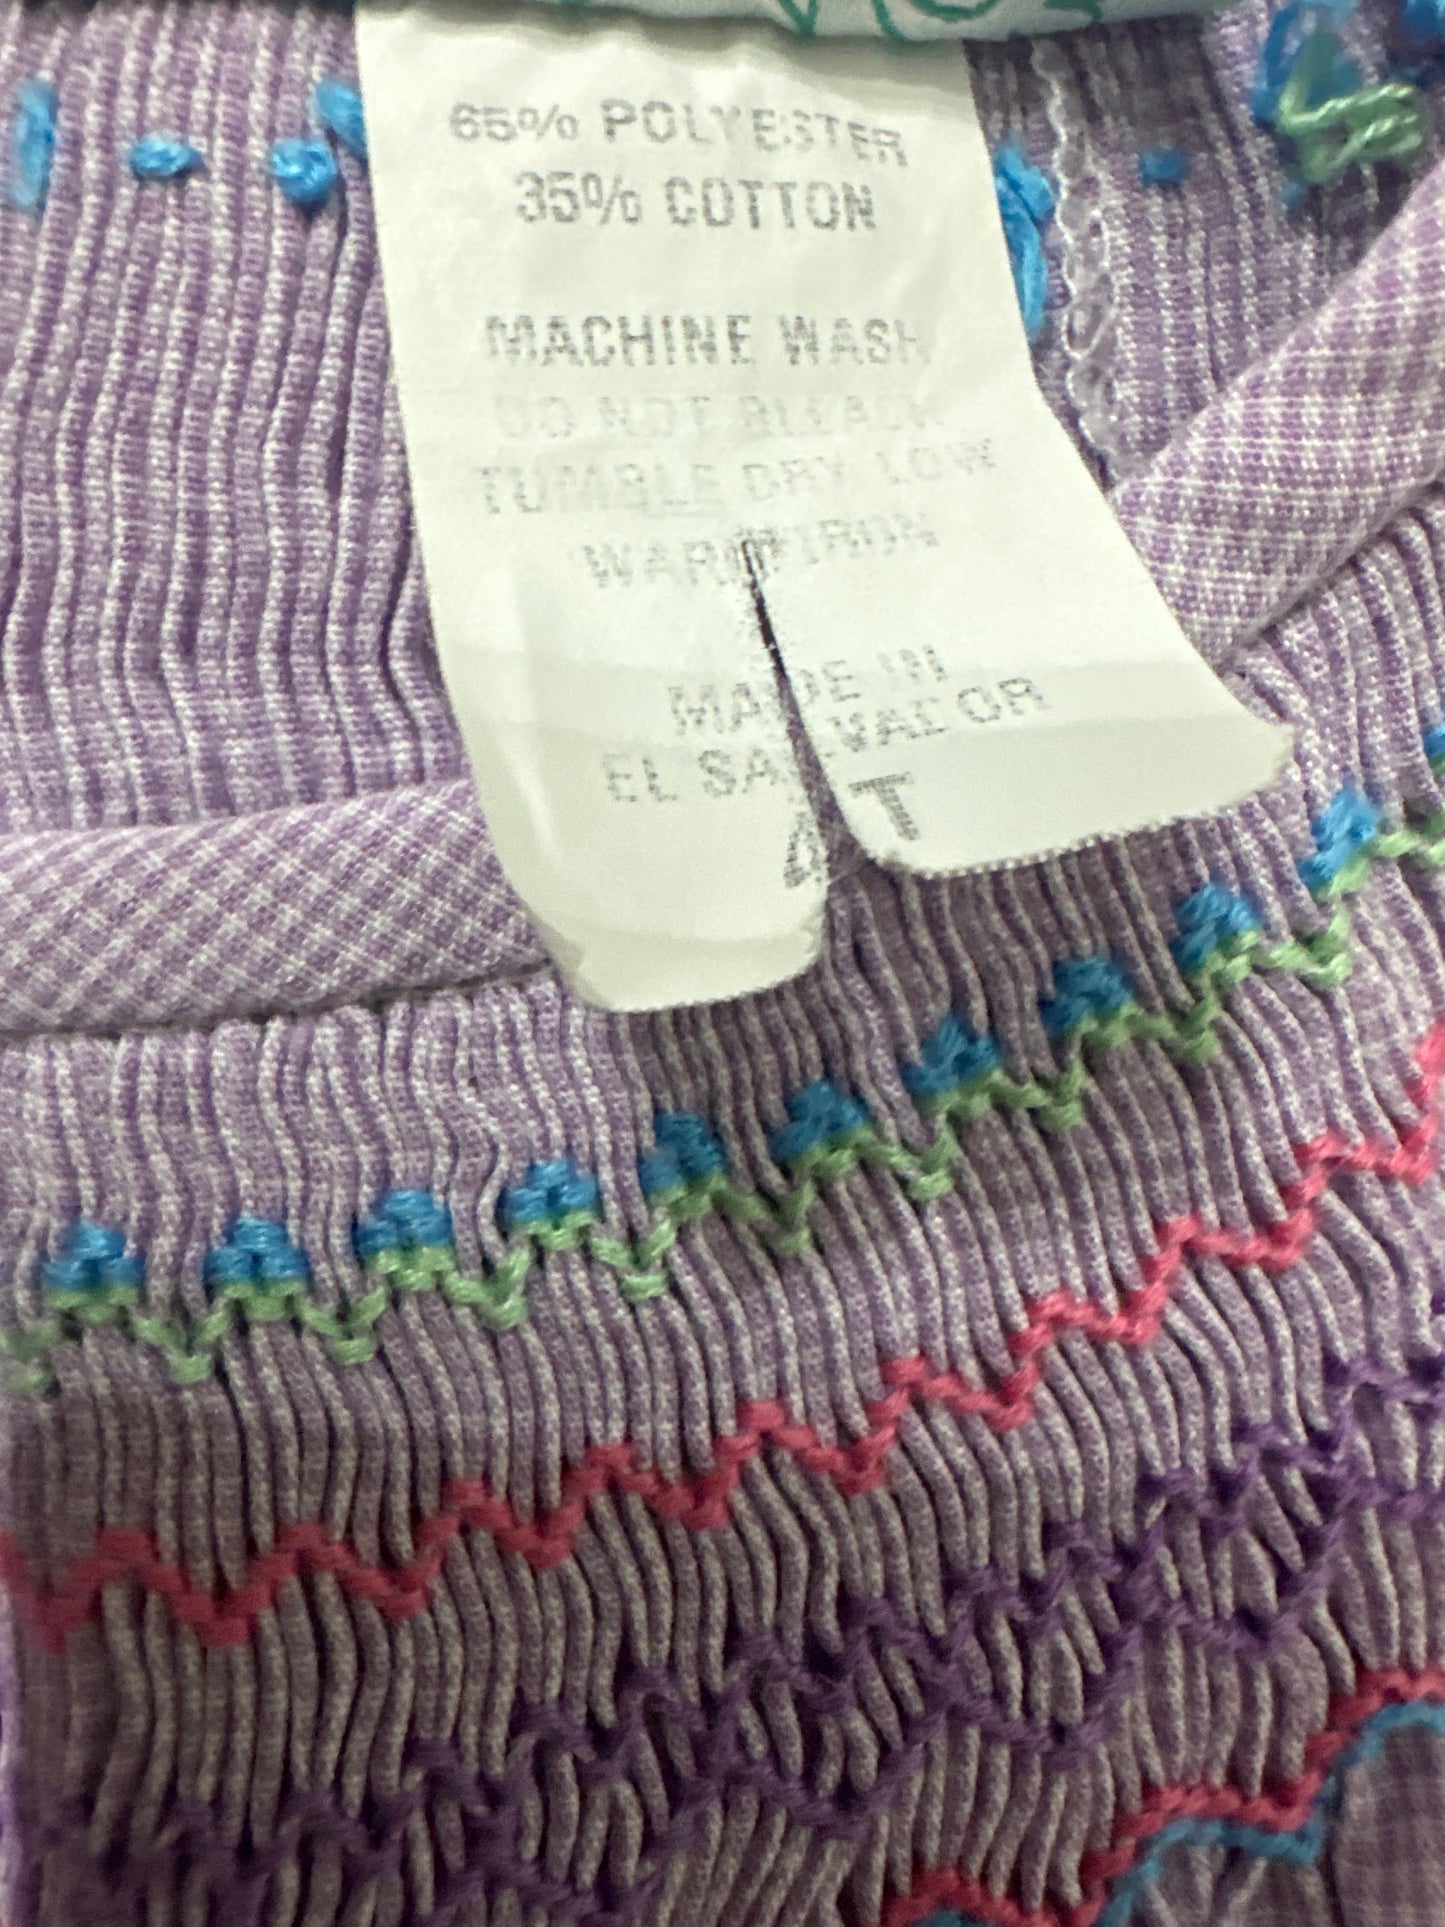 65% POLYESTER
35% COTTON
MACHINE WASH
DO NOT BLEACH
TUMBLE DRY LOW
WARM IRON
MADE IN
EL SALVADOR
4T